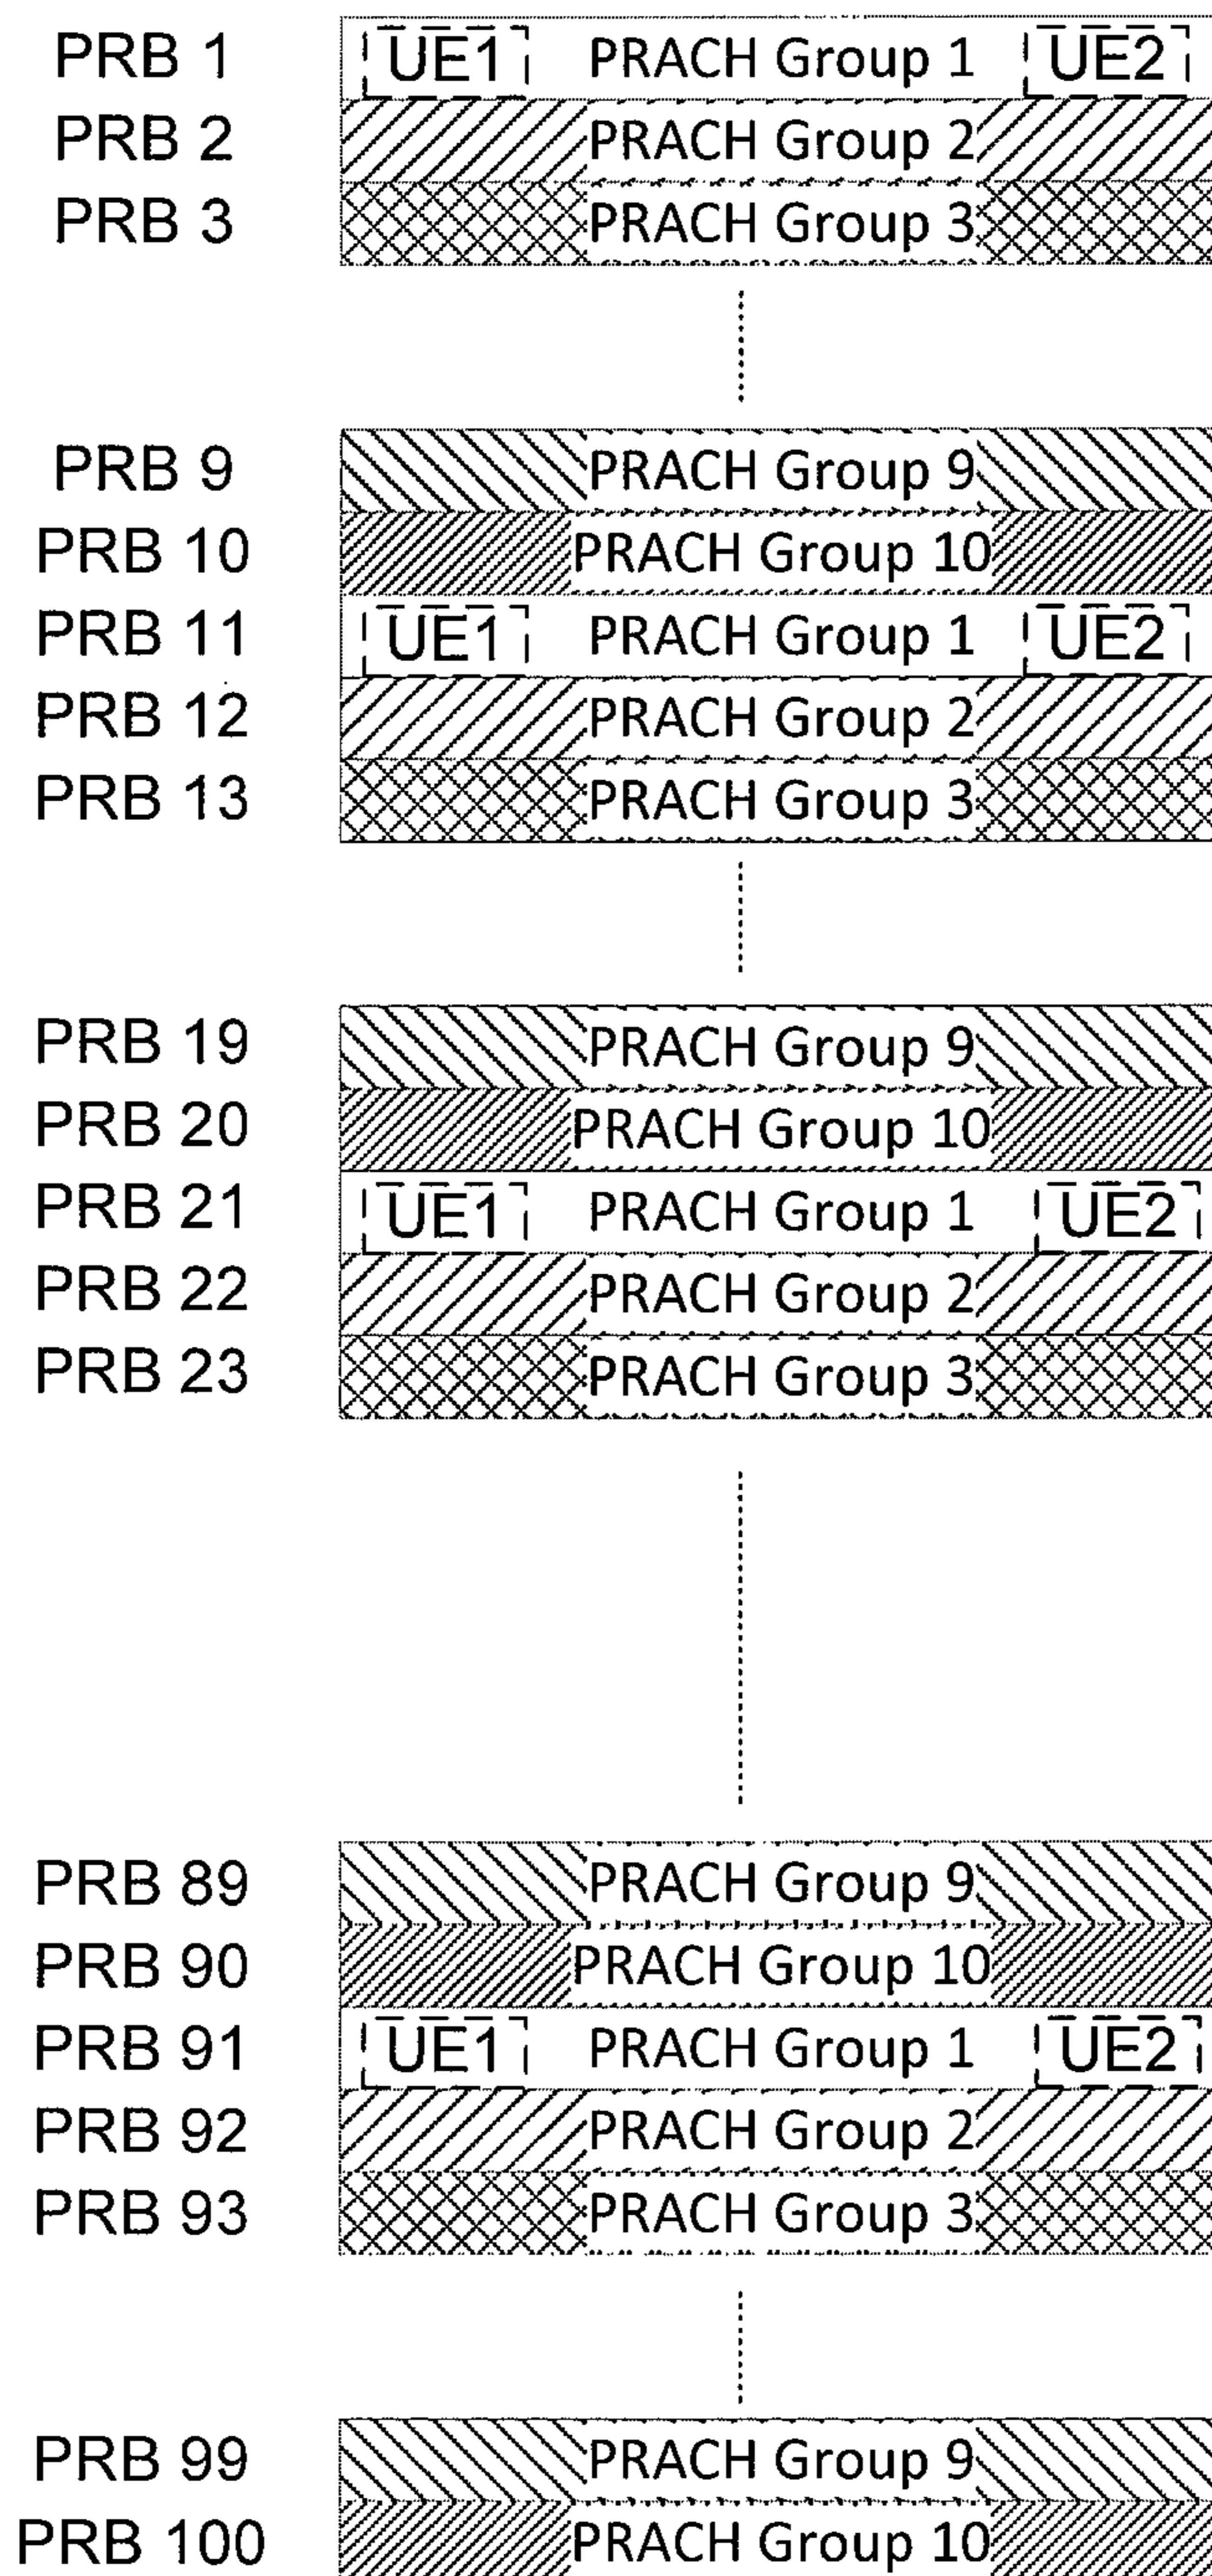 PRB 1 UE1 PRACH Group 1 UE2
PRB 2 PRACH Group 2
PRB 3 PRACH Group 3
PRB 9 PRACH Group 9
PRB 10 PRACH Group 10
PRB 11 UE1 PRACH Group 1 UE2
PRB 12 PRACH Group 2
PRB 13 PRACH Group 3
PRB 19 PRACH Group 9
PRB 20 PRACH Group 10
PRB 21 UE1 PRACH Group 1 UE2
PRB 22 PRACH Group 2
PRB 23 PRACH Group 3
PRB 89 PRACH Group 9
PRB 90 PRACH Group 10
PRB 91 UE1 PRACH Group 1 UE2
PRB 92 PRACH Group 2
PRB 93 PRACH Group 3
PRB 99 PRACH Group 9
PRB 100 PRACH Group 10